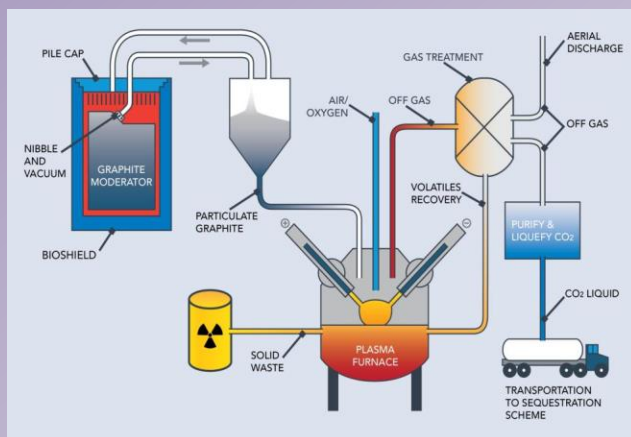 PILE CAP
NIBBLE
AND
VACUUM
GRAPHITE
MODERATOR
BIOSHIELD
PARTICULATE
GRAPHITE
AIR/
OXYGEN
OFF GAS
GAS TREATMENT
AERIAL
DISCHARGE
OFF GAS
VOLATILES
RECOVERY
PURIFY &
LIQUEFY CO2
CO2 LIQUID
+
−
SOLID
WASTE
PLASMA
FURNACE
TRANSPORTATION
TO SEQUESTRATION
SCHEME